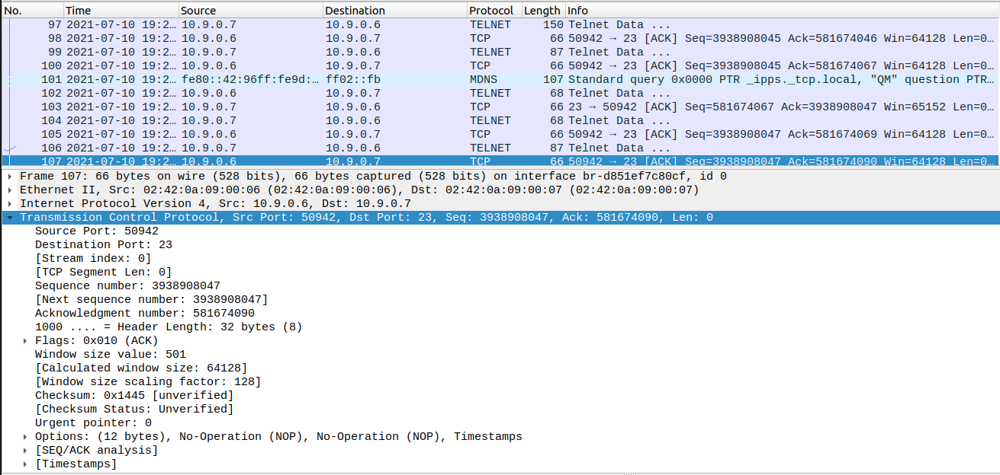 No. Time Source Destination Protocol Length Info
97 2021-07-10 19:2… 10.9.0.7 10.9.0.6 TELNET 150 Telnet Data ...
98 2021-07-10 19:2… 10.9.0.6 10.9.0.7 TCP 66 50942 → 23 [ACK] Seq=3938908045 Ack=581674046 Win=64128 Len=0…
99 2021-07-10 19:2… 10.9.0.7 10.9.0.6 TELNET 87 Telnet Data ...
100 2021-07-10 19:2… 10.9.0.6 10.9.0.7 TCP 66 50942 → 23 [ACK] Seq=3938908045 Ack=581674067 Win=64128 Len=0…
101 2021-07-10 19:2… fe80::42:96ff:fe9d:… ff02::fb MDNS 107 Standard query 0x0000 PTR _ipps._tcp.local, "QM" question PTR…
102 2021-07-10 19:2… 10.9.0.6 10.9.0.7 TELNET 68 Telnet Data ...
103 2021-07-10 19:2… 10.9.0.7 10.9.0.6 TCP 66 23 → 50942 [ACK] Seq=581674067 Ack=3938908047 Win=65152 Len=0…
104 2021-07-10 19:2… 10.9.0.7 10.9.0.6 TELNET 68 Telnet Data ...
105 2021-07-10 19:2… 10.9.0.6 10.9.0.7 TCP 66 50942 → 23 [ACK] Seq=3938908047 Ack=581674069 Win=64128 Len=0…
106 2021-07-10 19:2… 10.9.0.7 10.9.0.6 TELNET 87 Telnet Data ...
107 2021-07-10 19:2… 10.9.0.6 10.9.0.7 TCP 66 50942 → 23 [ACK] Seq=3938908047 Ack=581674090 Win=64128 Len=0…
Frame 107: 66 bytes on wire (528 bits), 66 bytes captured (528 bits) on interface br-d851ef7c80cf, id 0
Ethernet II, Src: 02:42:0a:09:00:06 (02:42:0a:09:00:06), Dst: 02:42:0a:09:00:07 (02:42:0a:09:00:07)
Internet Protocol Version 4, Src: 10.9.0.6, Dst: 10.9.0.7
Transmission Control Protocol, Src Port: 50942, Dst Port: 23, Seq: 3938908047, Ack: 581674090, Len: 0
Source Port: 50942
Destination Port: 23
[Stream index: 0]
[TCP Segment Len: 0]
Sequence number: 3938908047
[Next sequence number: 3938908047]
Acknowledgment number: 581674090
1000 .... = Header Length: 32 bytes (8)
Flags: 0x010 (ACK)
Window size value: 501
[Calculated window size: 64128]
[Window size scaling factor: 128]
Checksum: 0x1445 [unverified]
[Checksum Status: Unverified]
Urgent pointer: 0
Options: (12 bytes), No-Operation (NOP), No-Operation (NOP), Timestamps
[SEQ/ACK analysis]
[Timestamps]